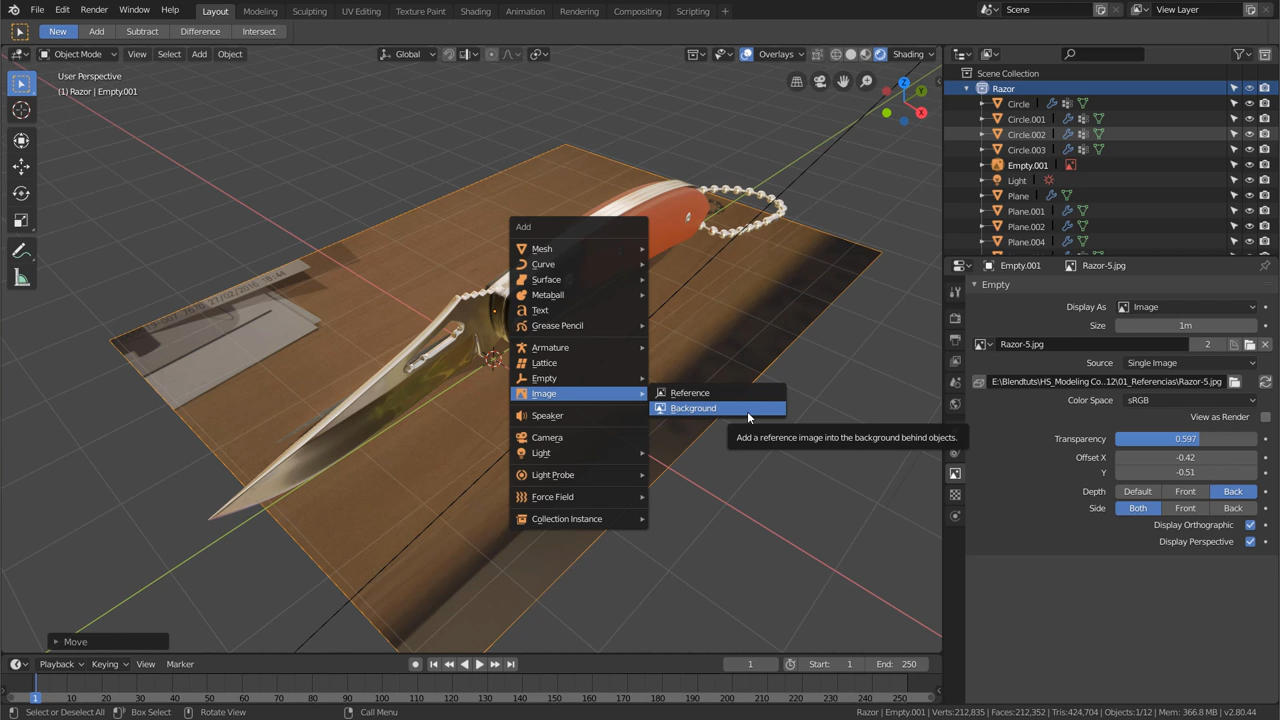 File Edit Render Window Help Layout Modeling Sculpting UV Editing Texture Paint Shading Animation Rendering Compositing Scripting + Scene View Layer
New Add Subtract Difference Intersect
Object Mode View Select Add Object Global Overlays Shading
User Perspective
(1) Razor | Empty.001
Z
Y
X
Scene Collection
Razor
Circle
Circle.001
Circle.002
Circle.003
Empty.001
Light
Plane
Plane.001
Plane.002
Plane.004
Add
Mesh
Curve
Surface
Metaball
Text
Grease Pencil
Armature
Lattice
Empty
Image
Speaker
Camera
Light
Light Probe
Force Field
Collection Instance
Reference
Background
Add a reference image into the background behind objects.
27/02/2016 18:44
Empty.001 Razor-5.jpg
Empty
Display As Image
Size 1m
Razor-5.jpg 2
Source Single Image
E:\Blendtuts\HS_Modeling Co..12\01_Referencias\Razor-5.jpg
Color Space sRGB
View as Render
Transparency 0.597
Offset X -0.42
Y -0.51
Depth Default Front Back
Side Both Front Back
Display Orthographic
Display Perspective
Move
Playback Keying View Marker 1 Start: 1 End: 250
1 10 20 30 40 50 60 70 80 90 100 110 120 130 140 150 160 170 180 190 200 210 220 230 240 250
Select or Deselect All Box Select Rotate View Call Menu Razor | Empty.001 | Verts:212,835 | Faces:212,352 | Tris:424,704 | Objects:1/12 | Mem: 366.8 MB | v2.80.44